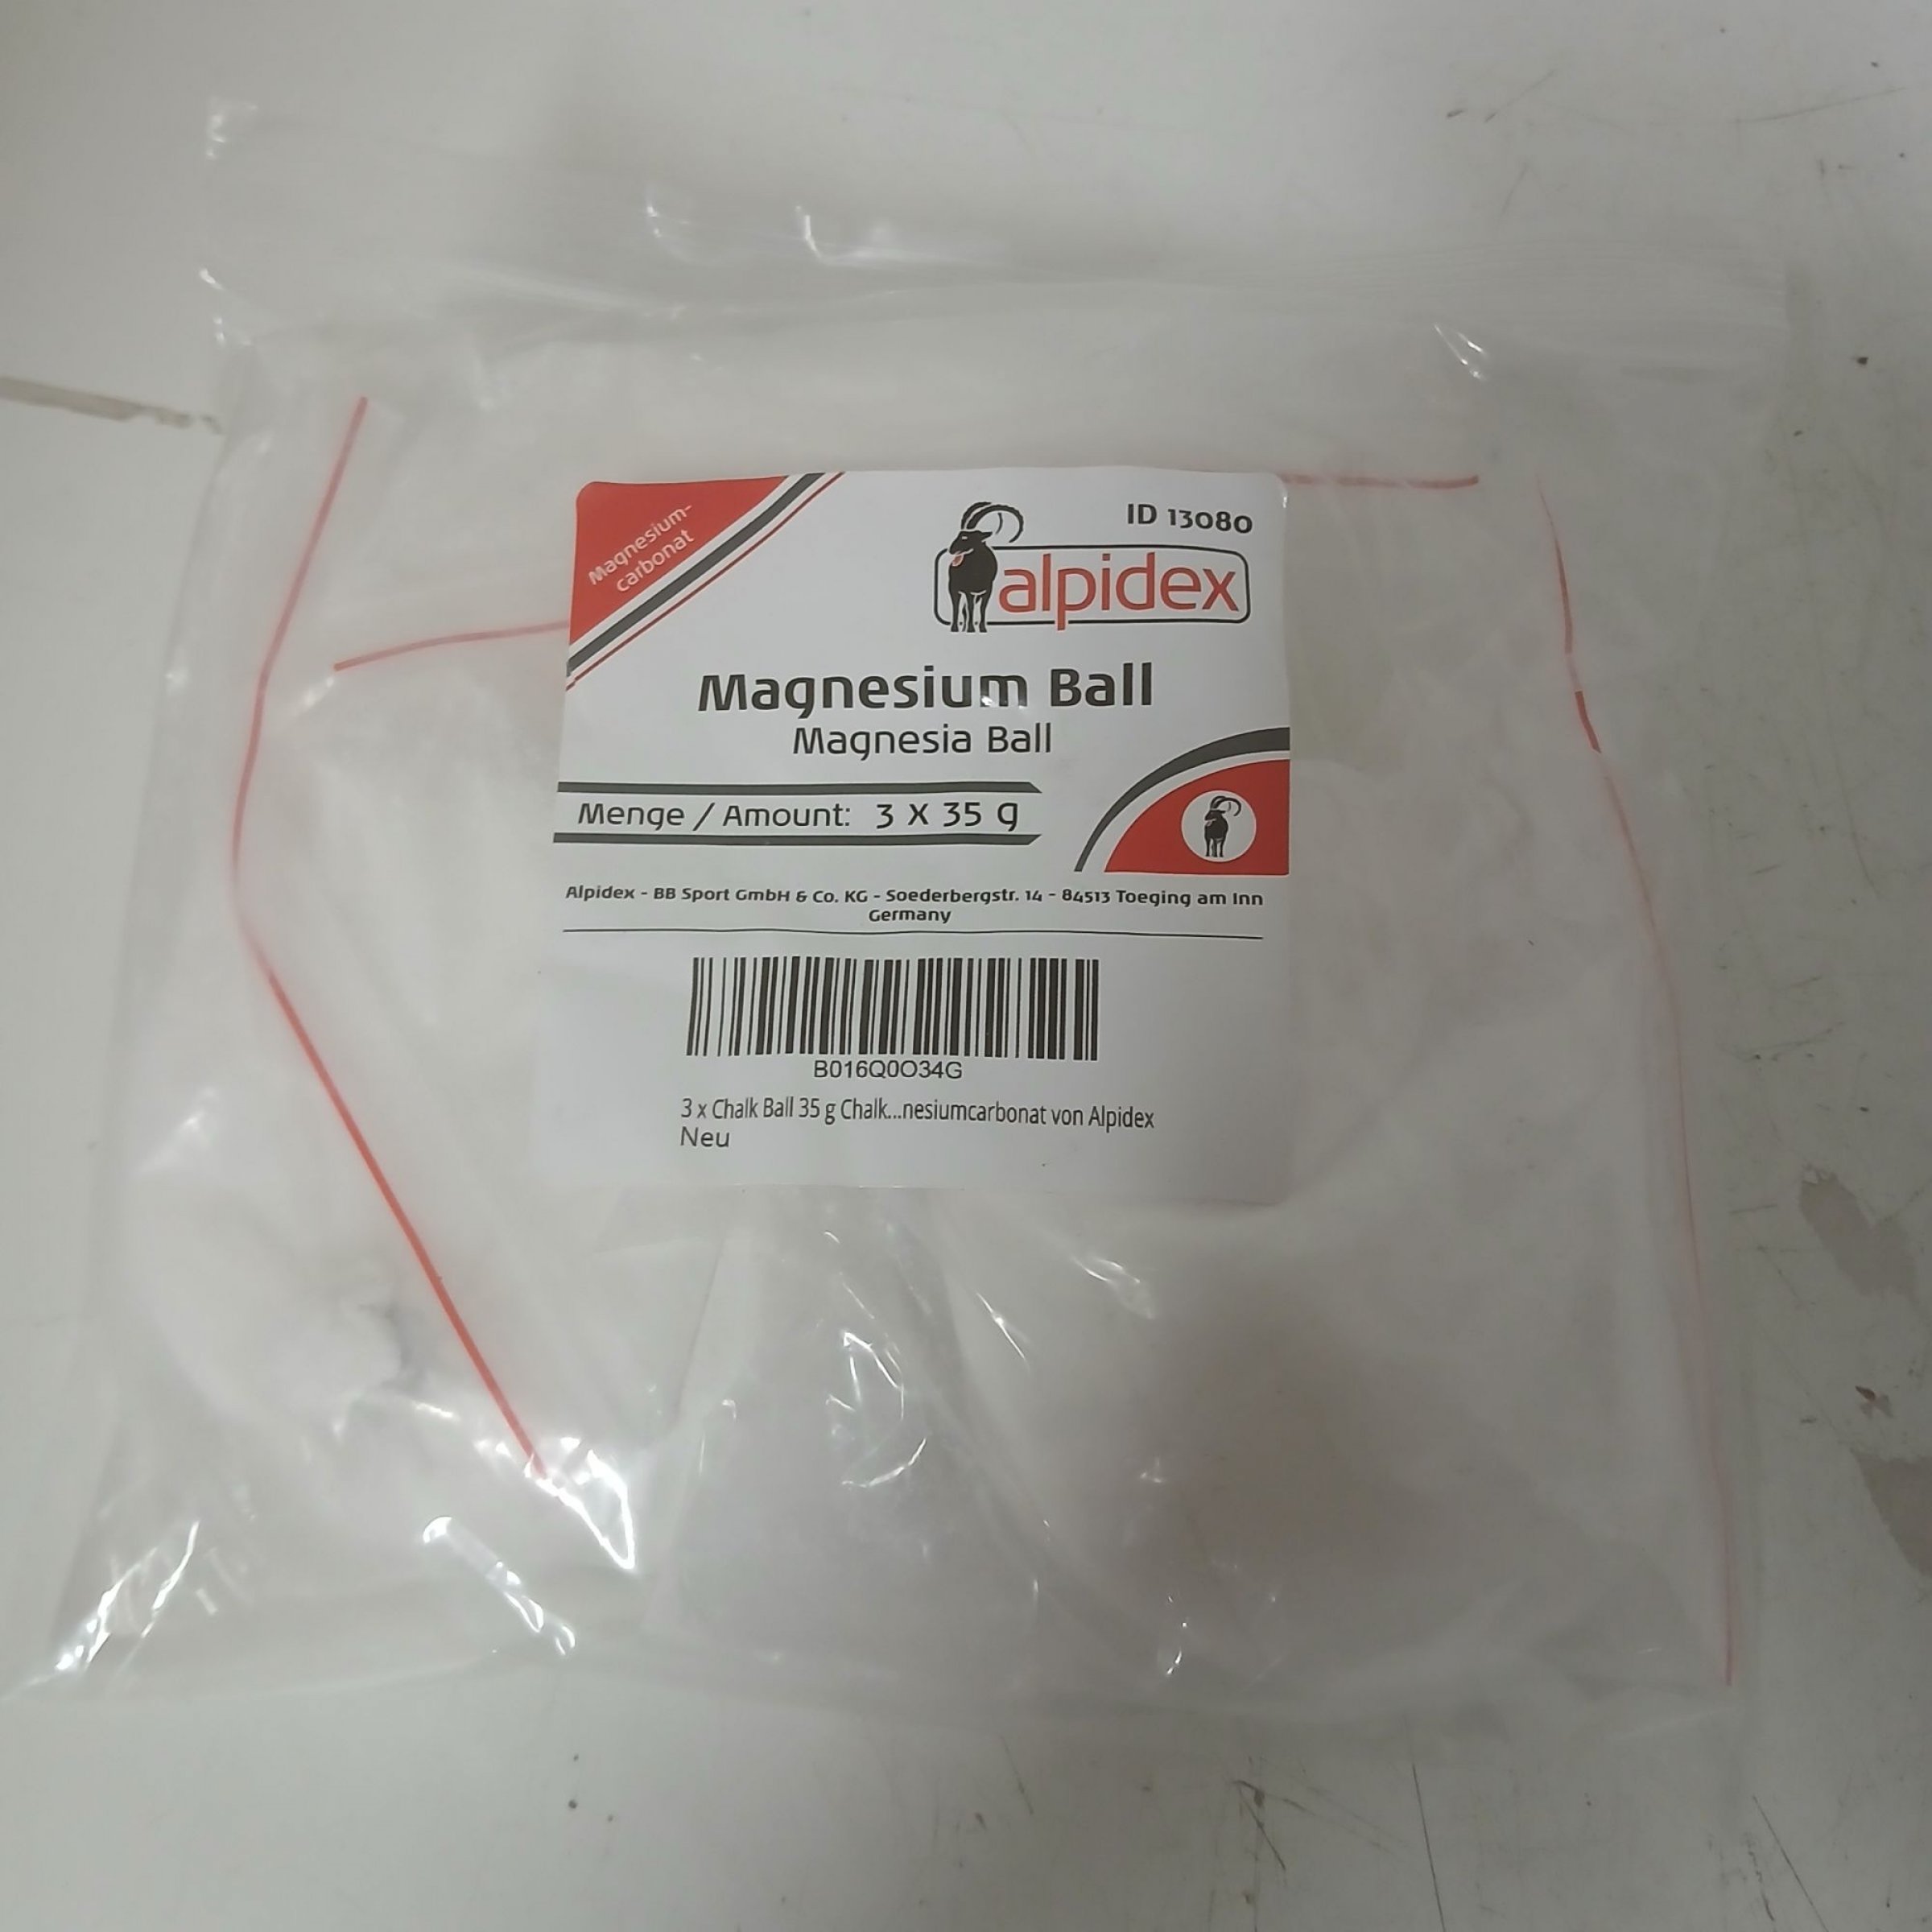 Magnesium-
carbonat
ID 13080
alpidex
Magnesium Ball
Magnesia Ball
Menge / Amount: 3 X 35 g
Alpidex - BB Sport GmbH & Co. KG - Soederbergstr. 14 - 84513 Toeging am Inn
Germany
B016Q0O34G
3 x Chalk Ball 35 g Chalk...nesiumcarbonat von Alpidex
Neu